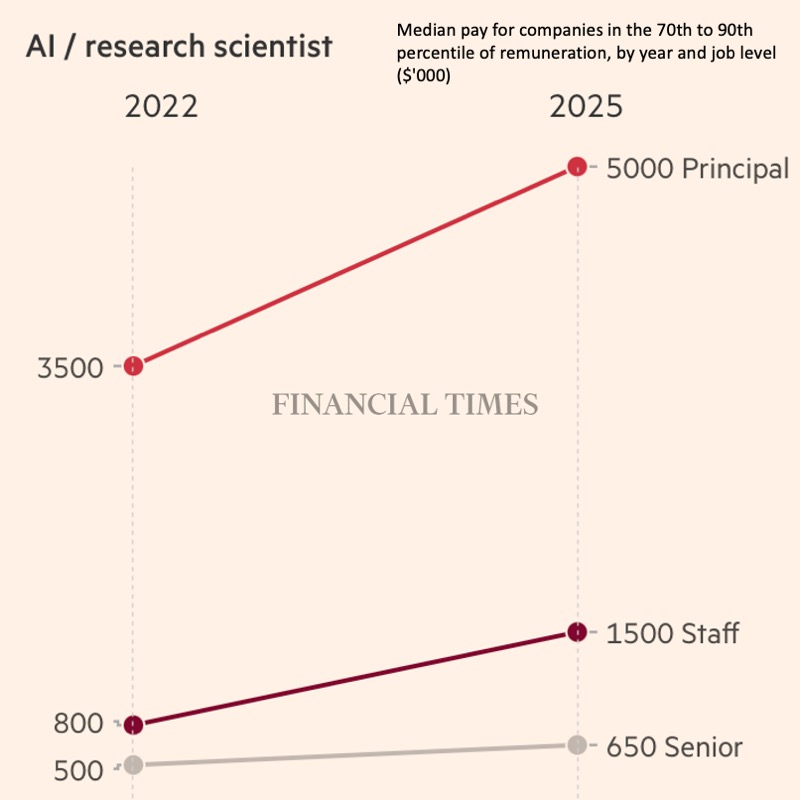 AI / research scientist
Median pay for companies in the 70th to 90th
percentile of remuneration, by year and job level
($'000)
2022
2025
5000 Principal
3500
FINANCIAL TIMES
1500 Staff
800
650 Senior
500